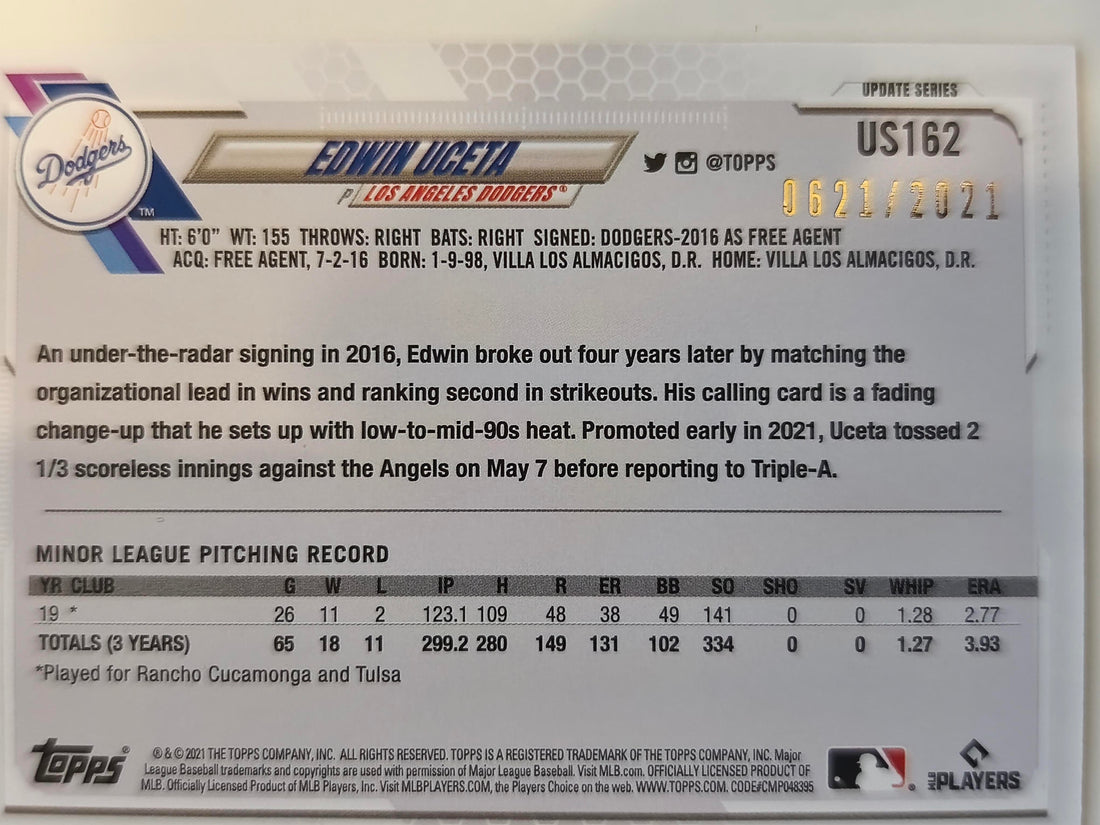 UPDATE SERIES
US162
Dodgers
TM
EDWIN UCETA
@TOPPS
0621/2021
P LOS ANGELES DODGERS®
HT: 6'0" WT: 155 THROWS: RIGHT BATS: RIGHT SIGNED: DODGERS-2016 AS FREE AGENT
ACQ: FREE AGENT, 7-2-16 BORN: 1-9-98, VILLA LOS ALMACIGOS, D.R. HOME: VILLA LOS ALMACIGOS, D.R.
An under-the-radar signing in 2016, Edwin broke out four years later by matching the
organizational lead in wins and ranking second in strikeouts. His calling card is a fading
change-up that he sets up with low-to-mid-90s heat. Promoted early in 2021, Uceta tossed 2
1/3 scoreless innings against the Angels on May 7 before reporting to Triple-A.
MINOR LEAGUE PITCHING RECORD
YR CLUB G W L IP H R ER BB SO SHO SV WHIP ERA
19 * 26 11 2 123.1 109 48 38 49 141 0 0 1.28 2.77
TOTALS (3 YEARS) 65 18 11 299.2 280 149 131 102 334 0 0 1.27 3.93
*Played for Rancho Cucamonga and Tulsa
topps®
® & © 2021 THE TOPPS COMPANY, INC. ALL RIGHTS RESERVED. TOPPS IS A REGISTERED TRADEMARK OF THE TOPPS COMPANY, INC. Major
League Baseball trademarks and copyrights are used with permission of Major League Baseball. Visit MLB.com. OFFICIALLY LICENSED PRODUCT OF
MLB. Officially Licensed Product of MLB Players, Inc. Visit MLBPLAYERS.COM, the Players Choice on the web. WWW.TOPPS.COM. CODE#CMP048395
®
MLB PLAYERS